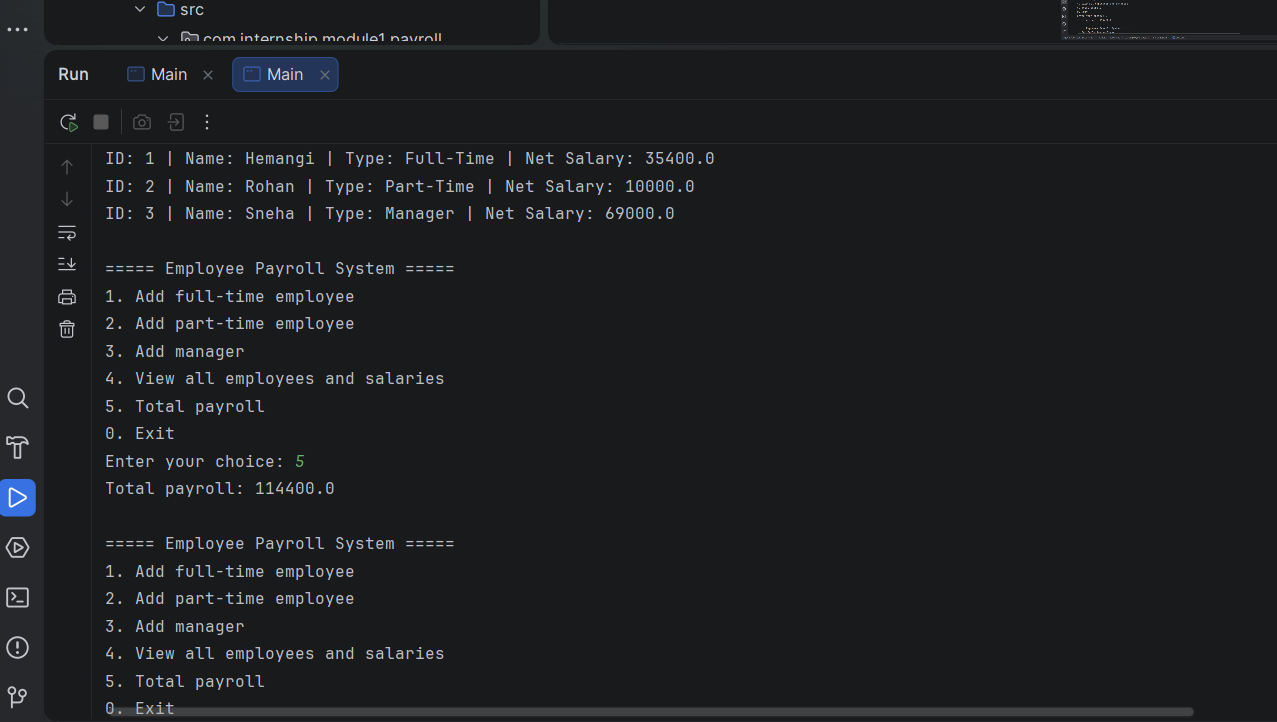 src
com.internship.module1.payroll
Run Main Main
ID: 1 | Name: Hemangi | Type: Full-Time | Net Salary: 35400.0
ID: 2 | Name: Rohan | Type: Part-Time | Net Salary: 10000.0
ID: 3 | Name: Sneha | Type: Manager | Net Salary: 69000.0
===== Employee Payroll System =====
1. Add full-time employee
2. Add part-time employee
3. Add manager
4. View all employees and salaries
5. Total payroll
0. Exit
Enter your choice: 5
Total payroll: 114400.0
===== Employee Payroll System =====
1. Add full-time employee
2. Add part-time employee
3. Add manager
4. View all employees and salaries
5. Total payroll
0. Exit